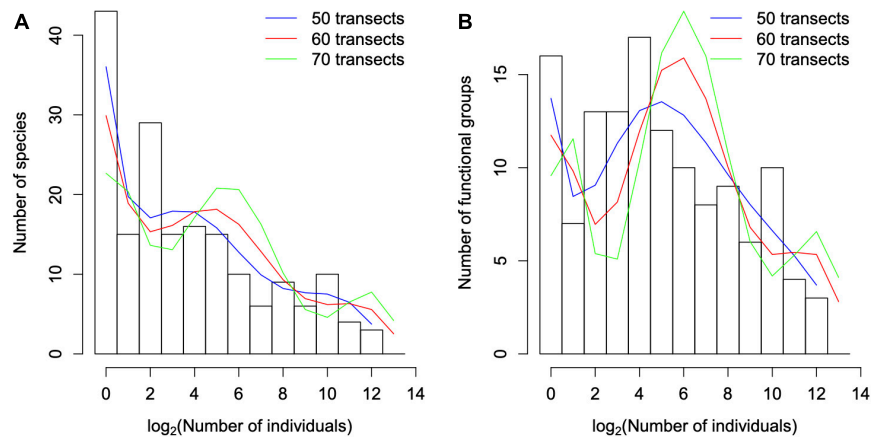 A
50 transects
60 transects
70 transects
Number of species
0
10
20
30
40
0 2 4 6 8 10 12 14
log₂(Number of individuals)
B
50 transects
60 transects
70 transects
Number of functional groups
0
5
10
15
0 2 4 6 8 10 12 14
log₂(Number of individuals)